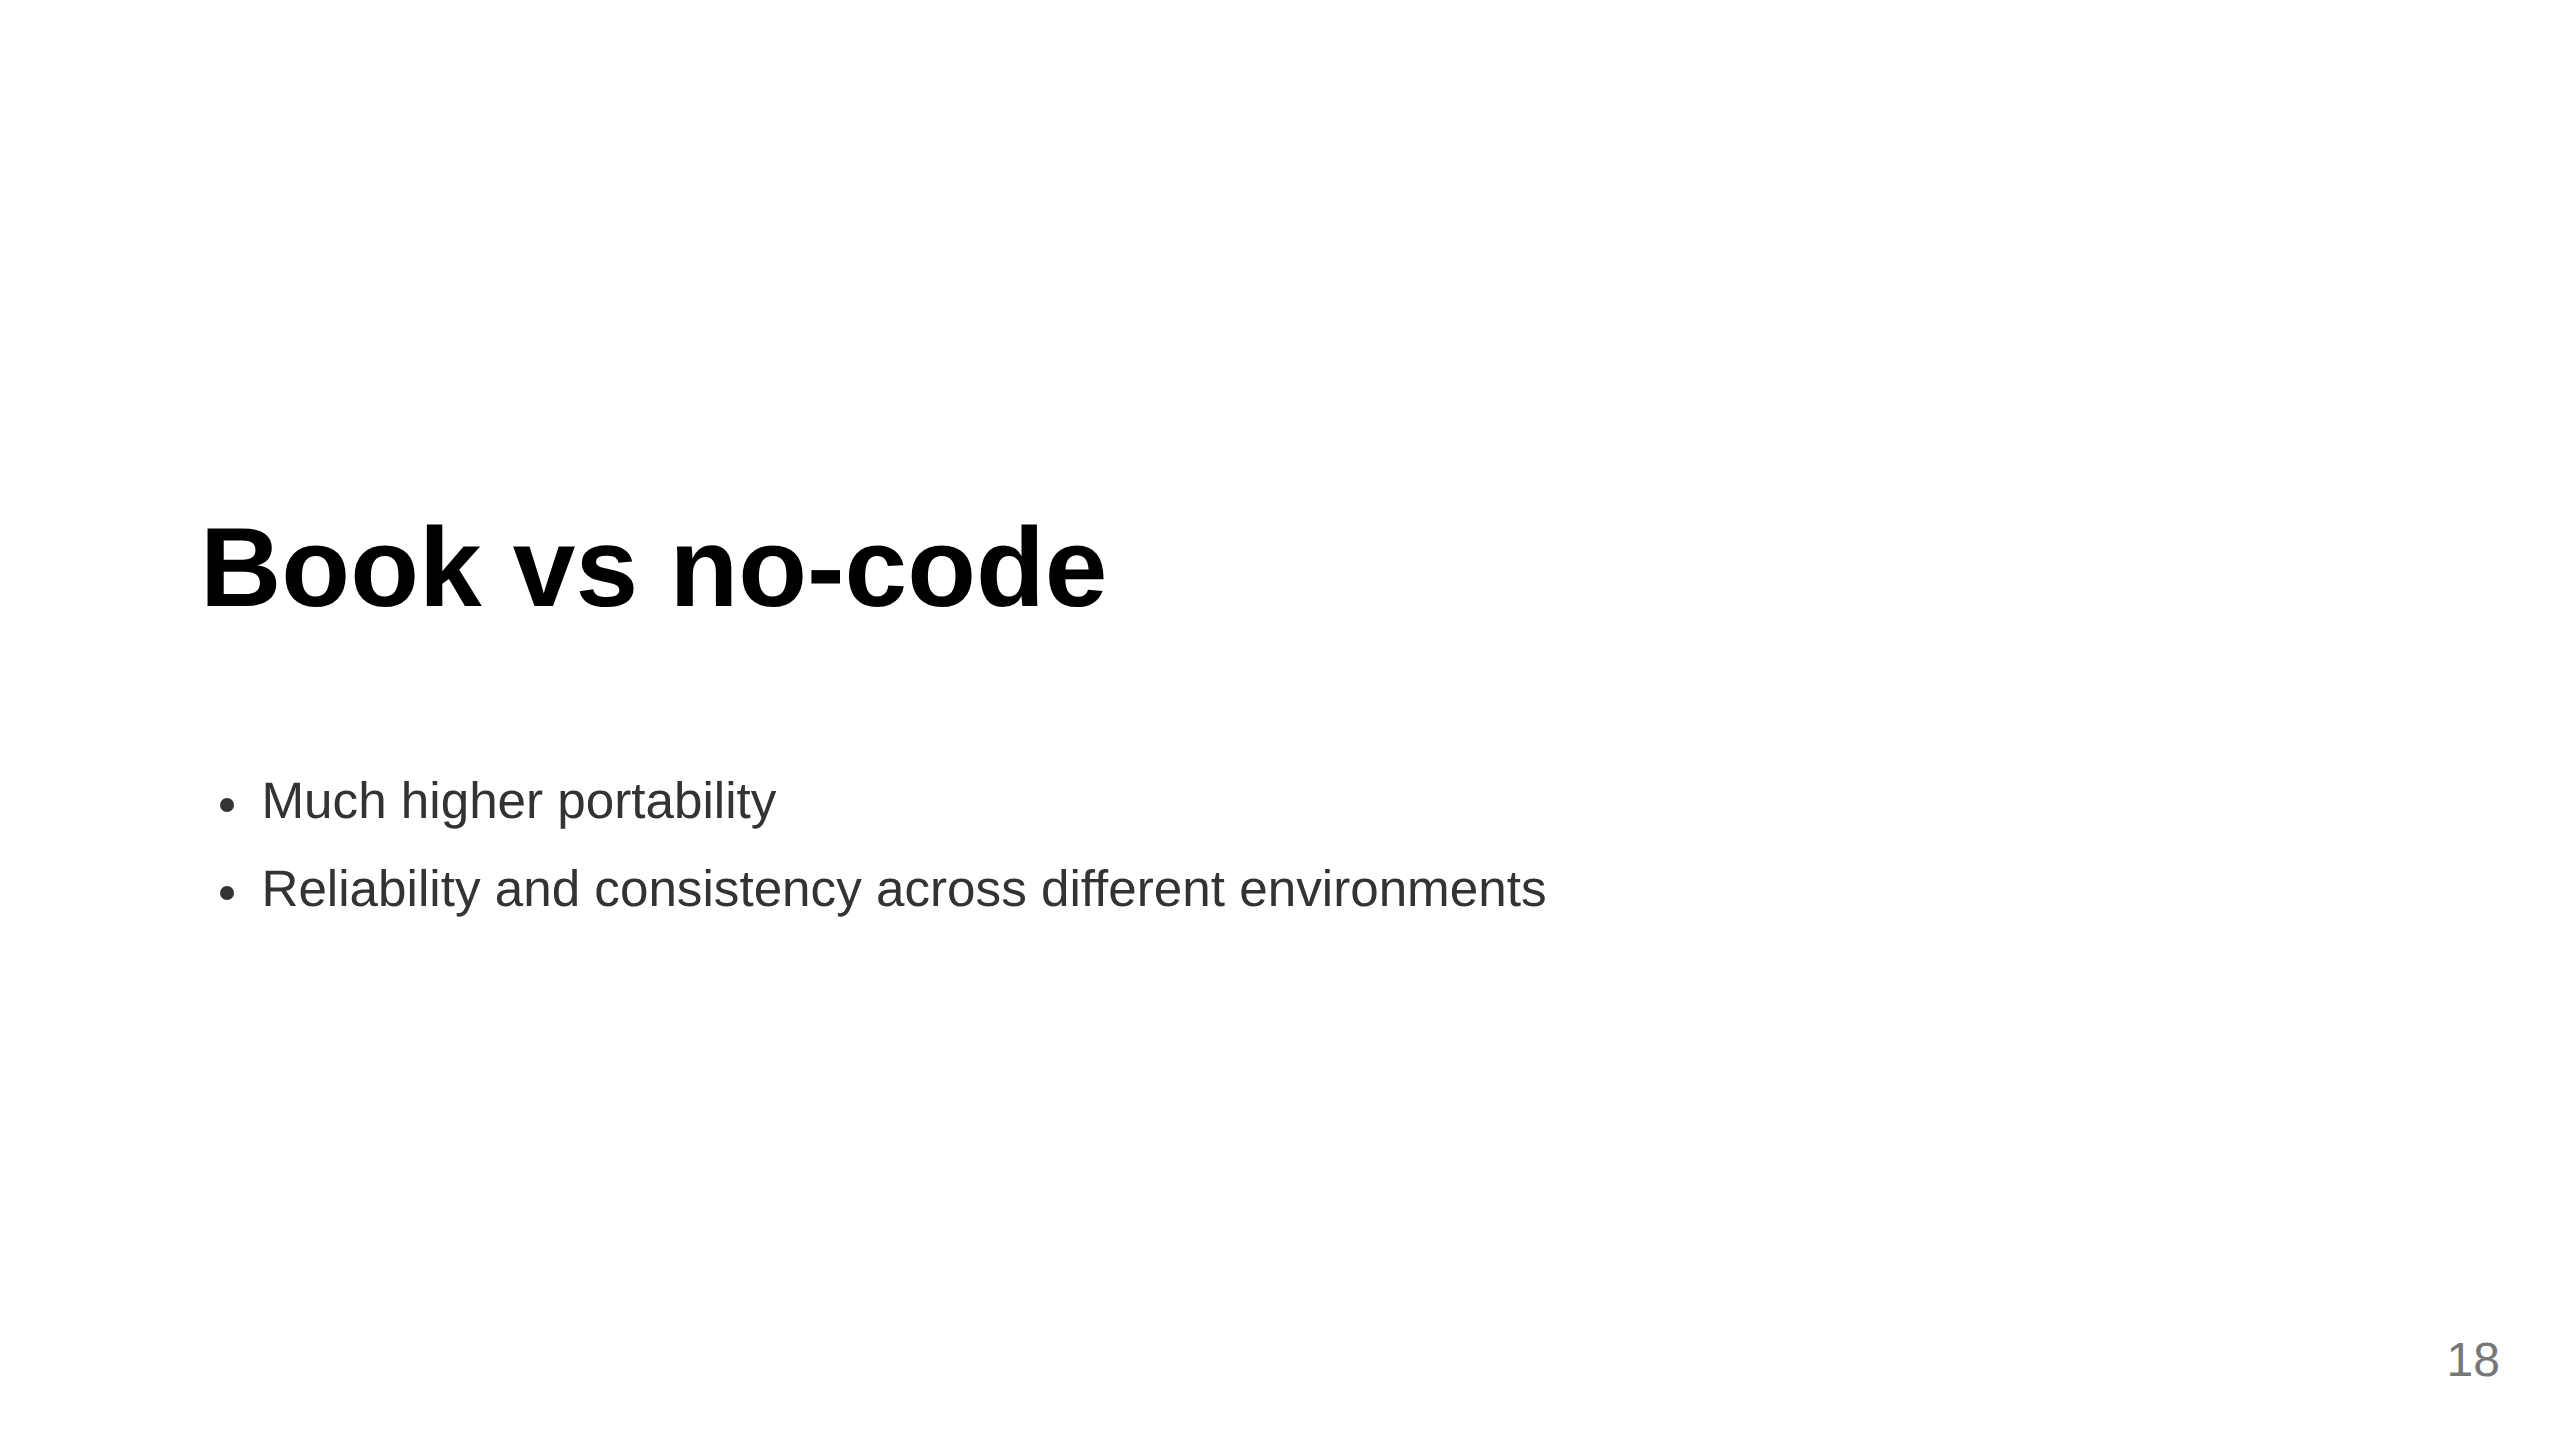 Book vs no-code
• Much higher portability
• Reliability and consistency across different environments
18